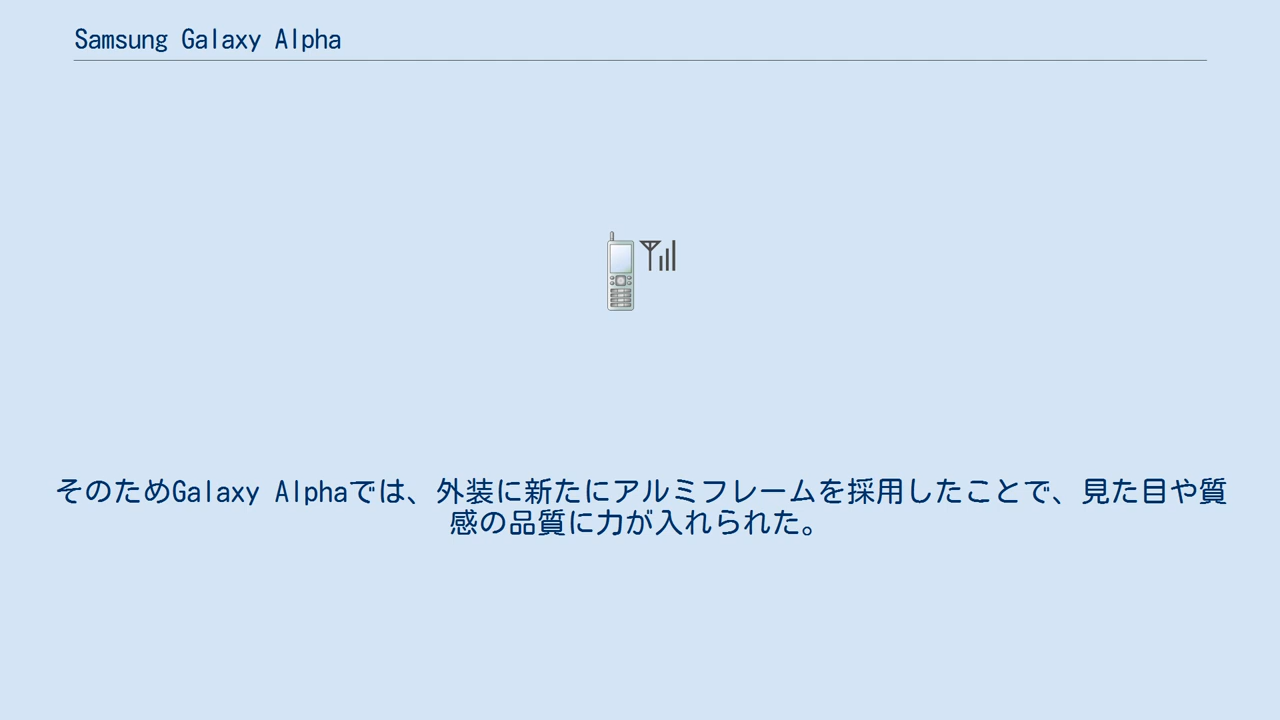 Samsung Galaxy Alpha
そのためGalaxy Alphaでは、外装に新たにアルミフレームを採用したことで、見た目や質
感の品質に力が入れられた。